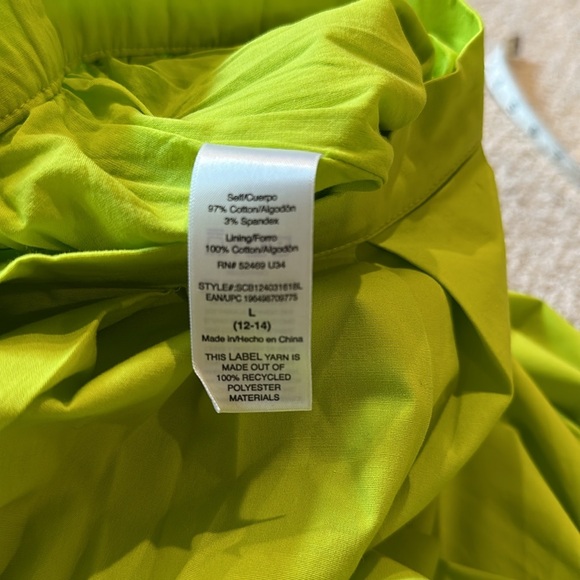 Self/Cuerpo
97% Cotton/Algodón
3% Spandex
Lining/Forro
100% Cotton/Algodón
RN# 52469 U34
STYLE#:SCB124031618L
EAN/UPC 196498709775
L
(12-14)
Made in/Hecho en China
THIS LABEL YARN IS
MADE OUT OF
100% RECYCLED
POLYESTER
MATERIALS